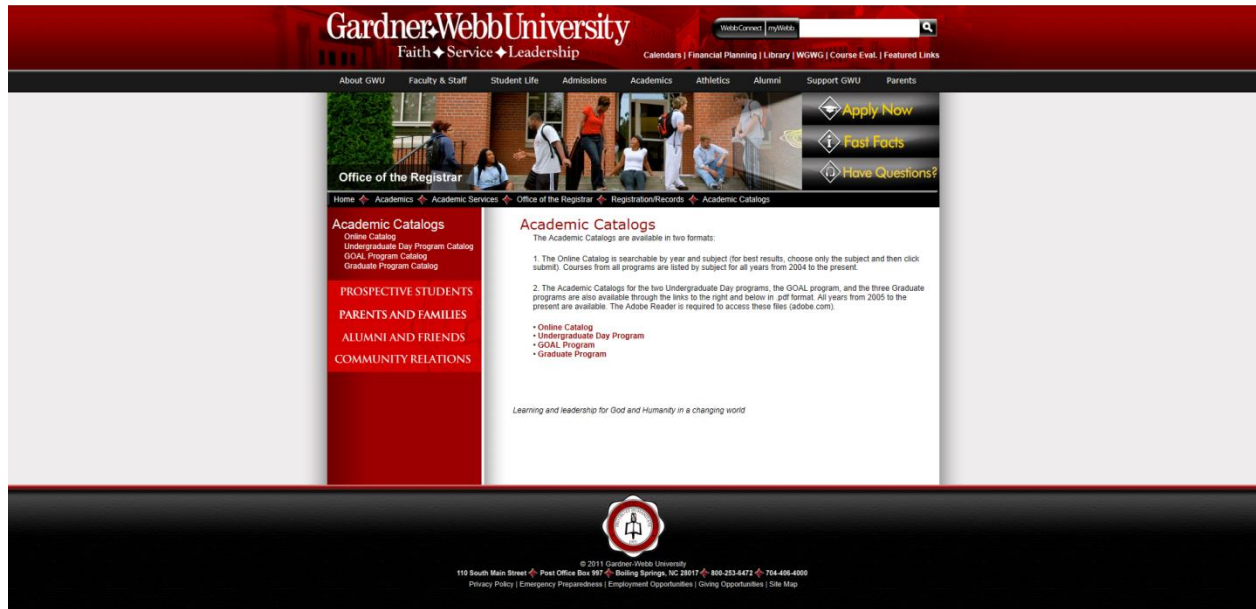 Gardner-Webb University
Faith ✦ Service ✦ Leadership
WebbConnect | myWebb
Calendars | Financial Planning | Library | WGWG | Course Eval. | Featured Links
About GWU Faculty & Staff Student Life Admissions Academics Athletics Alumni Support GWU Parents
Apply Now
Fast Facts
Have Questions?
Office of the Registrar
Home Academics Academic Services Office of the Registrar Registration/Records Academic Catalogs
Academic Catalogs
Online Catalog
Undergraduate Day Program Catalog
GOAL Program Catalog
Graduate Program Catalog
PROSPECTIVE STUDENTS
PARENTS AND FAMILIES
ALUMNI AND FRIENDS
COMMUNITY RELATIONS
Academic Catalogs
The Academic Catalogs are available in two formats:
1. The Online Catalog is searchable by year and subject (for best results, choose only the subject and then click
submit). Courses from all programs are listed by subject for all years from 2004 to the present.
2. The Academic Catalogs for the two Undergraduate Day programs, the GOAL program, and the three Graduate
programs are also available through the links to the right and below in .pdf format. All years from 2005 to the
present are available. The Adobe Reader is required to access these files (adobe.com).
• Online Catalog
• Undergraduate Day Program
• GOAL Program
• Graduate Program
Learning and leadership for God and Humanity in a changing world
© 2011 Gardner-Webb University
110 South Main Street Post Office Box 997 Boiling Springs, NC 28017 800-253-6472 704-406-4000
Privacy Policy | Emergency Preparedness | Employment Opportunities | Giving Opportunities | Site Map